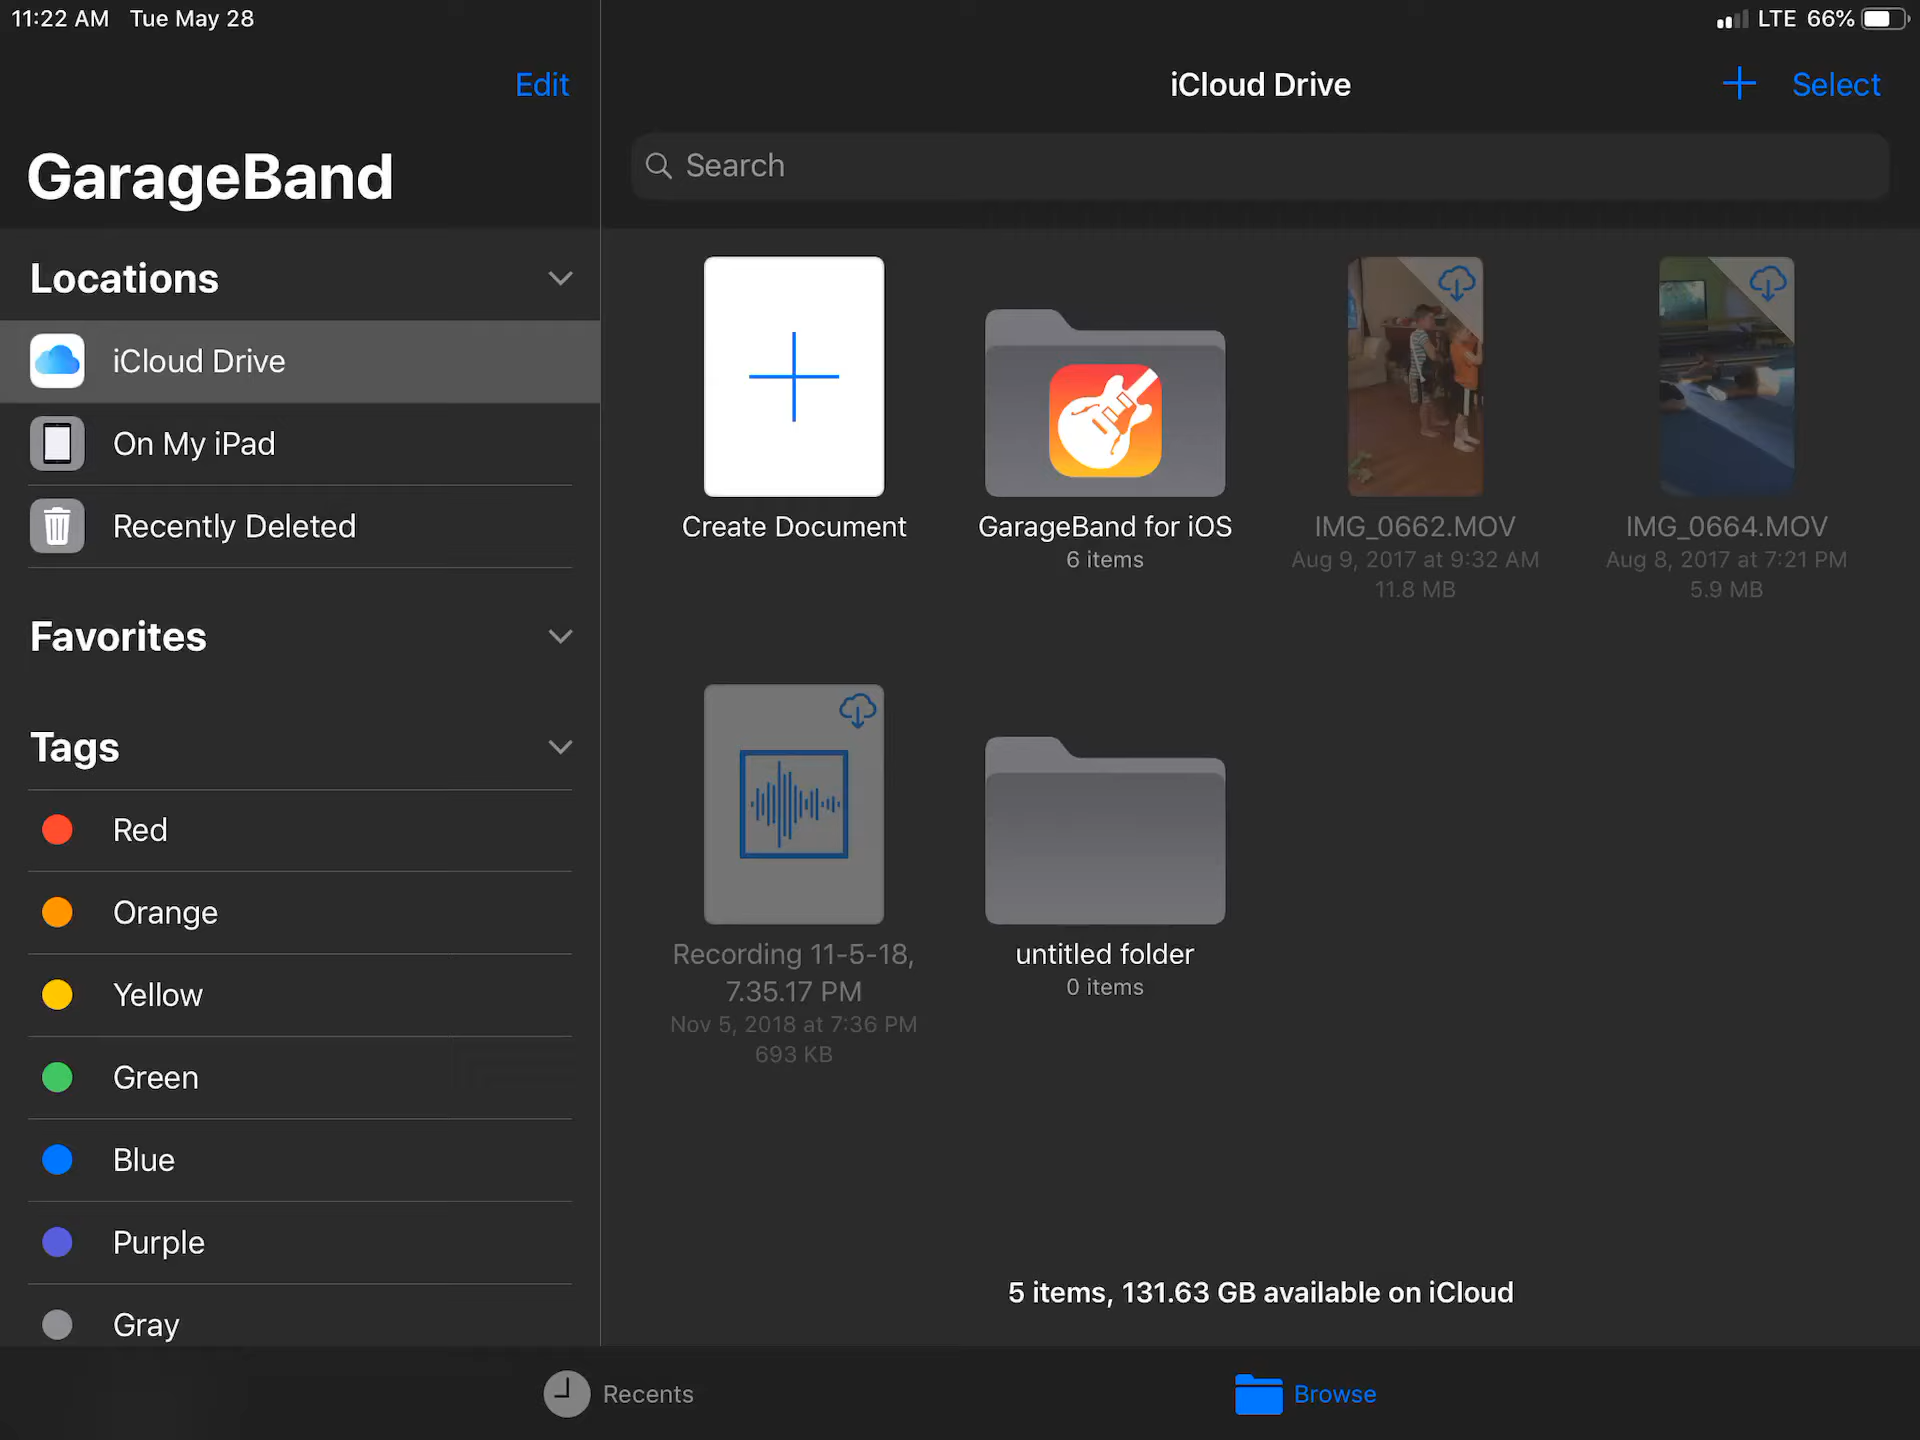 11:22 AM Tue May 28
LTE 66%
Edit
GarageBand
Locations
iCloud Drive
On My iPad
Recently Deleted
Favorites
Tags
Red
Orange
Yellow
Green
Blue
Purple
Gray
iCloud Drive
Select
Search
Create Document
GarageBand for iOS
6 items
IMG_0662.MOV
Aug 9, 2017 at 9:32 AM
11.8 MB
IMG_0664.MOV
Aug 8, 2017 at 7:21 PM
5.9 MB
Recording 11-5-18,
7.35.17 PM
Nov 5, 2018 at 7:36 PM
693 KB
untitled folder
0 items
5 items, 131.63 GB available on iCloud
Recents
Browse